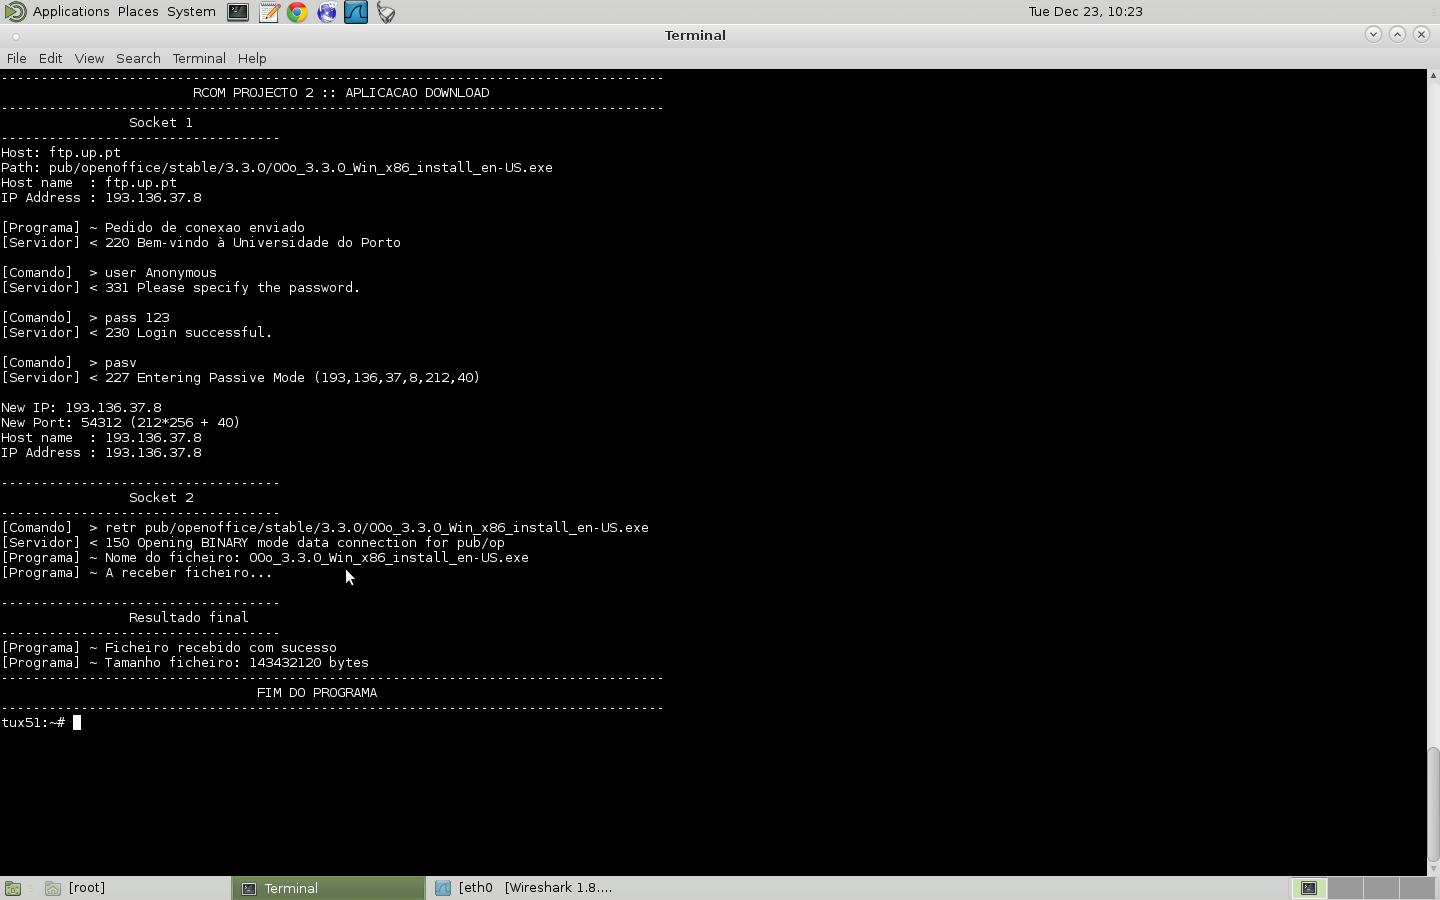 Applications Places System
Tue Dec 23, 10:23
Terminal
File Edit View Search Terminal Help
-----------------------------------------------------------------------------------
RCOM PROJECTO 2 :: APLICACAO DOWNLOAD
-----------------------------------------------------------------------------------
Socket 1
-----------------------------------
Host: ftp.up.pt
Path: pub/openoffice/stable/3.3.0/OOo_3.3.0_Win_x86_install_en-US.exe
Host name  : ftp.up.pt
IP Address : 193.136.37.8
[Programa] ~ Pedido de conexao enviado
[Servidor] < 220 Bem-vindo à Universidade do Porto
[Comando]  > user Anonymous
[Servidor] < 331 Please specify the password.
[Comando]  > pass 123
[Servidor] < 230 Login successful.
[Comando]  > pasv
[Servidor] < 227 Entering Passive Mode (193,136,37,8,212,40)
New IP: 193.136.37.8
New Port: 54312 (212*256 + 40)
Host name  : 193.136.37.8
IP Address : 193.136.37.8
-----------------------------------
Socket 2
-----------------------------------
[Comando]  > retr pub/openoffice/stable/3.3.0/OOo_3.3.0_Win_x86_install_en-US.exe
[Servidor] < 150 Opening BINARY mode data connection for pub/op
[Programa] ~ Nome do ficheiro: OOo_3.3.0_Win_x86_install_en-US.exe
[Programa] ~ A receber ficheiro...
-----------------------------------
Resultado final
-----------------------------------
[Programa] ~ Ficheiro recebido com sucesso
[Programa] ~ Tamanho ficheiro: 143432120 bytes
-----------------------------------------------------------------------------------
FIM DO PROGRAMA
-----------------------------------------------------------------------------------
tux51:~#
[root] Terminal [eth0 [Wireshark 1.8....